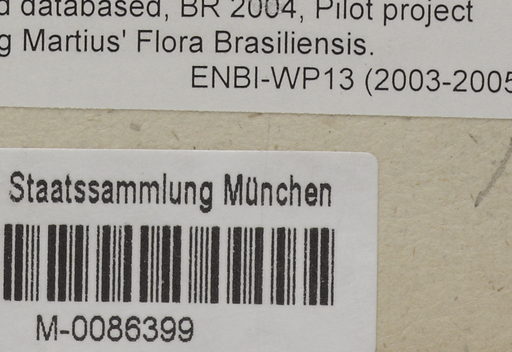 databased, BR 2004, Pilot project
Martius' Flora Brasiliensis.
ENBI-WP13 (2003-2005
Staatssammlung München
M-0086399